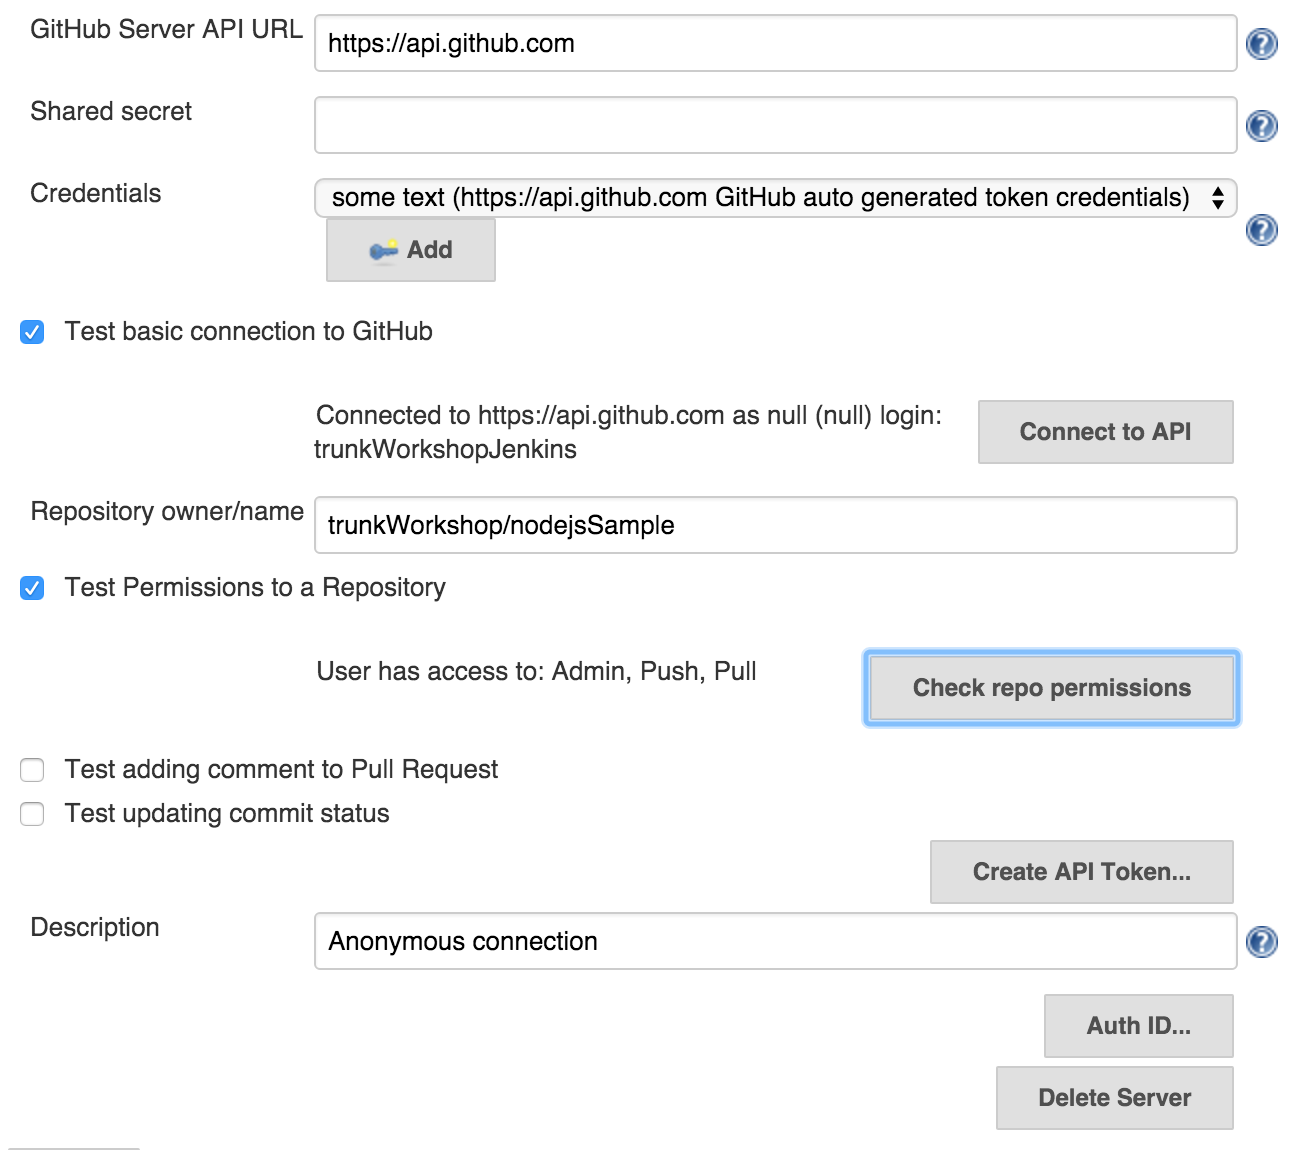 GitHub Server API URL
https://api.github.com
Shared secret
Credentials
some text (https://api.github.com GitHub auto generated token credentials)
Add
Test basic connection to GitHub
Connected to https://api.github.com as null (null) login:
trunkWorkshopJenkins
Connect to API
Repository owner/name
trunkWorkshop/nodejsSample
Test Permissions to a Repository
User has access to: Admin, Push, Pull
Check repo permissions
Test adding comment to Pull Request
Test updating commit status
Create API Token...
Description
Anonymous connection
Auth ID...
Delete Server